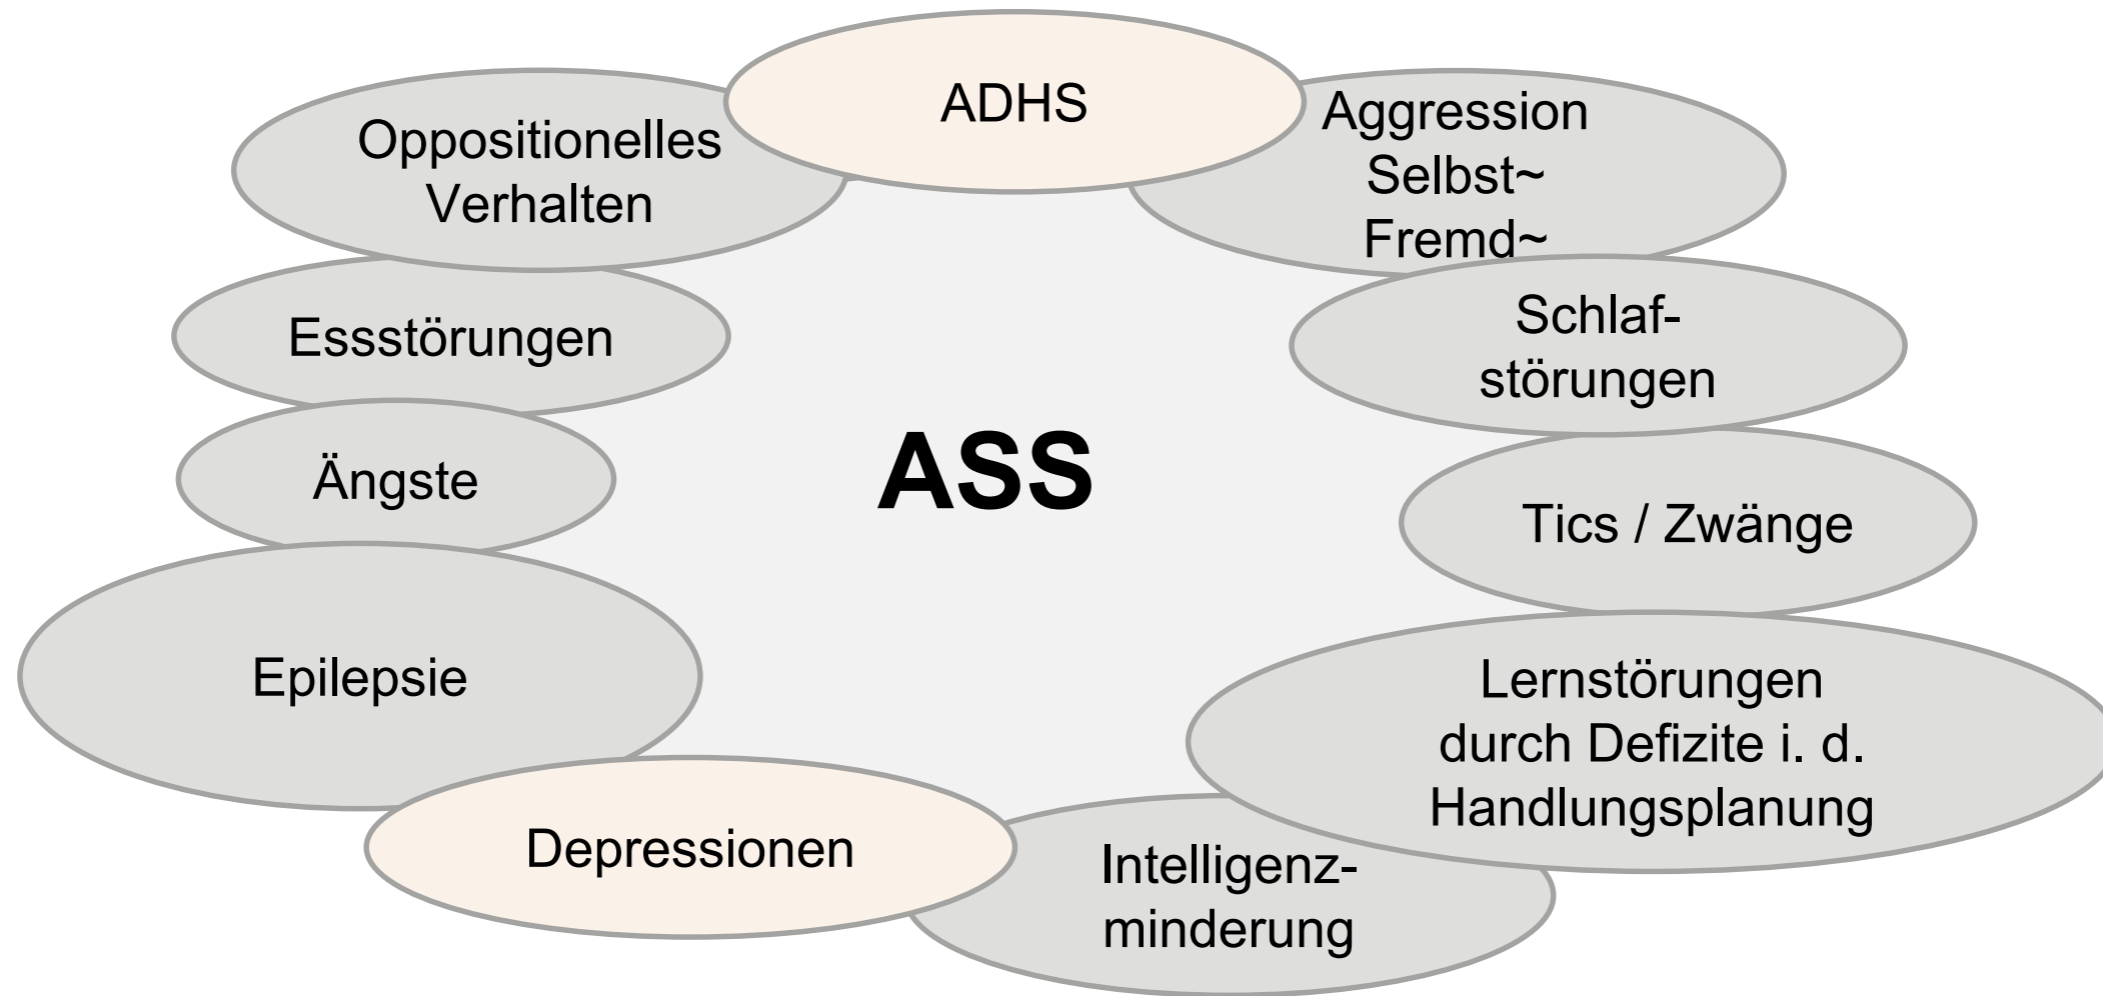 ADHS
Oppositionelles
Verhalten
Aggression
Selbst~
Fremd~
Essstörungen
Schlaf-
störungen
ASS
Ängste
Tics / Zwänge
Epilepsie
Lernstörungen
durch Defizite i. d.
Handlungsplanung
Depressionen
Intelligenz-
minderung